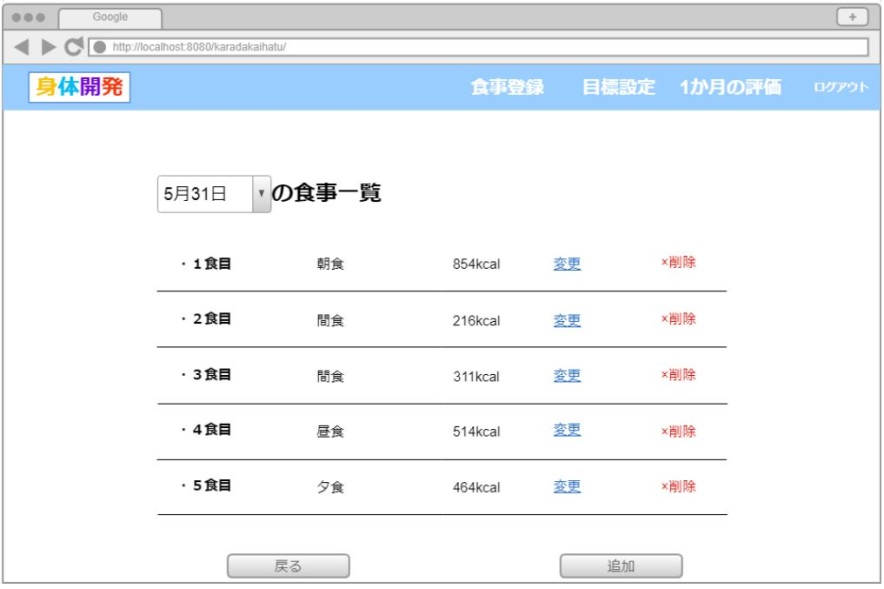 Google
+
http://localhost:8080/karadakaihatu/
身体開発 食事登録 目標設定 1か月の評価 ログアウト
5月31日 の食事一覧
・1食目 朝食 854kcal 変更 ×削除
・2食目 間食 216kcal 変更 ×削除
・3食目 間食 311kcal 変更 ×削除
・4食目 昼食 514kcal 変更 ×削除
・5食目 夕食 464kcal 変更 ×削除
戻る 追加